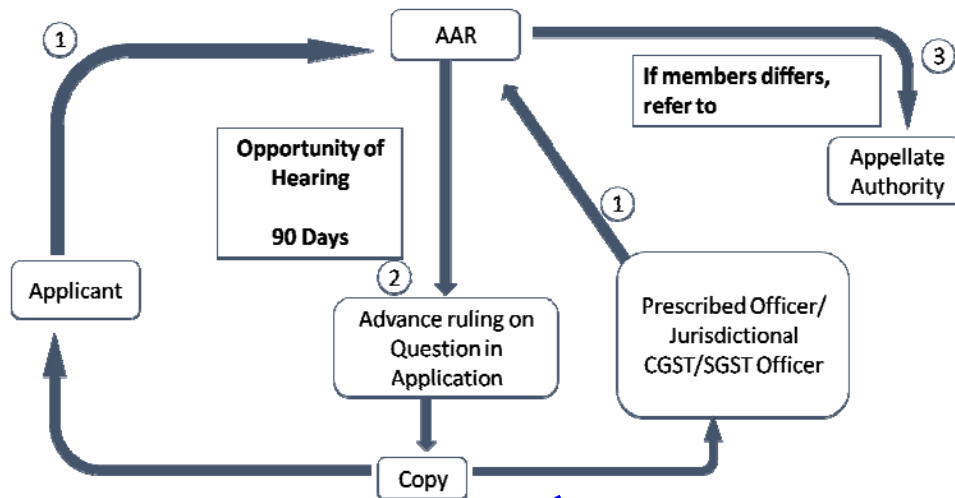 1
AAR
3
If members differs,
refer to
Opportunity of
Hearing
90 Days
Appellate
Authority
1
2
Applicant
Prescribed Officer/
Jurisdictional
CGST/SGST Officer
Advance ruling on
Question in
Application
Copy